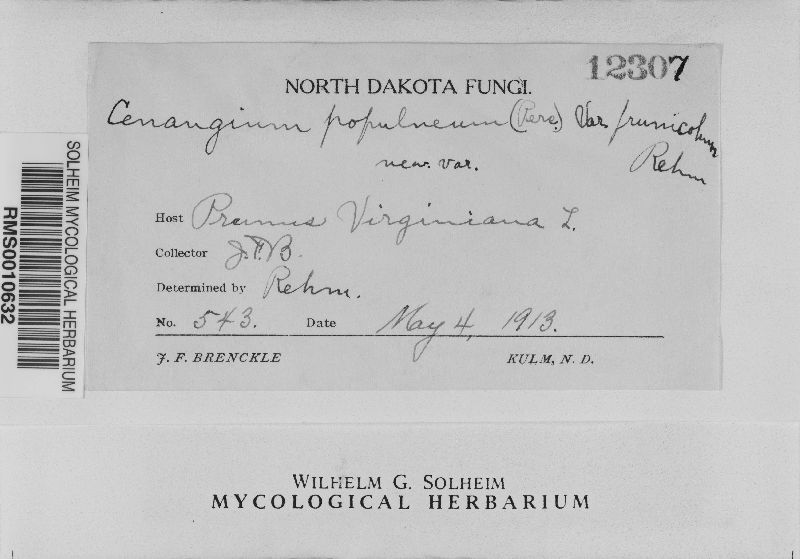 12307
NORTH DAKOTA FUNGI.
Cenangium populneum (Pers.) Var. prunicolum
Rehm
new. var.
Host Prunus Virginiana L.
Collector J.F.B.
Determined by Rehm.
No. 543. Date May 4, 1913.
J. F. BRENCKLE KULM, N. D.
SOLHEIM MYCOLOGICAL HERBARIUM
RMS0010632
WILHELM G. SOLHEIM
MYCOLOGICAL HERBARIUM